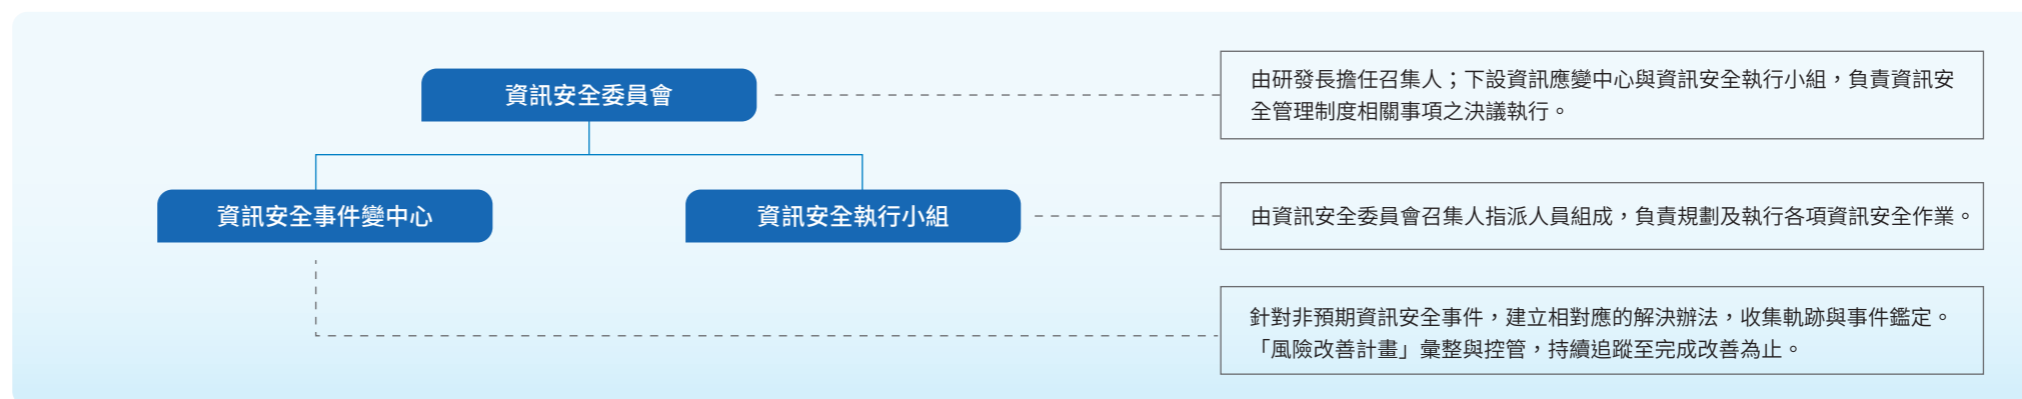 資訊安全委員會
由研發長擔任召集人；下設資訊應變中心與資訊安全執行小組，負責資訊安
全管理制度相關事項之決議執行。
資訊安全事件變中心
資訊安全執行小組
由資訊安全委員會召集人指派人員組成，負責規劃及執行各項資訊安全作業。
針對非預期資訊安全事件，建立相對應的解決辦法，收集軌跡與事件鑑定。
「風險改善計畫」彙整與控管，持續追蹤至完成改善為止。